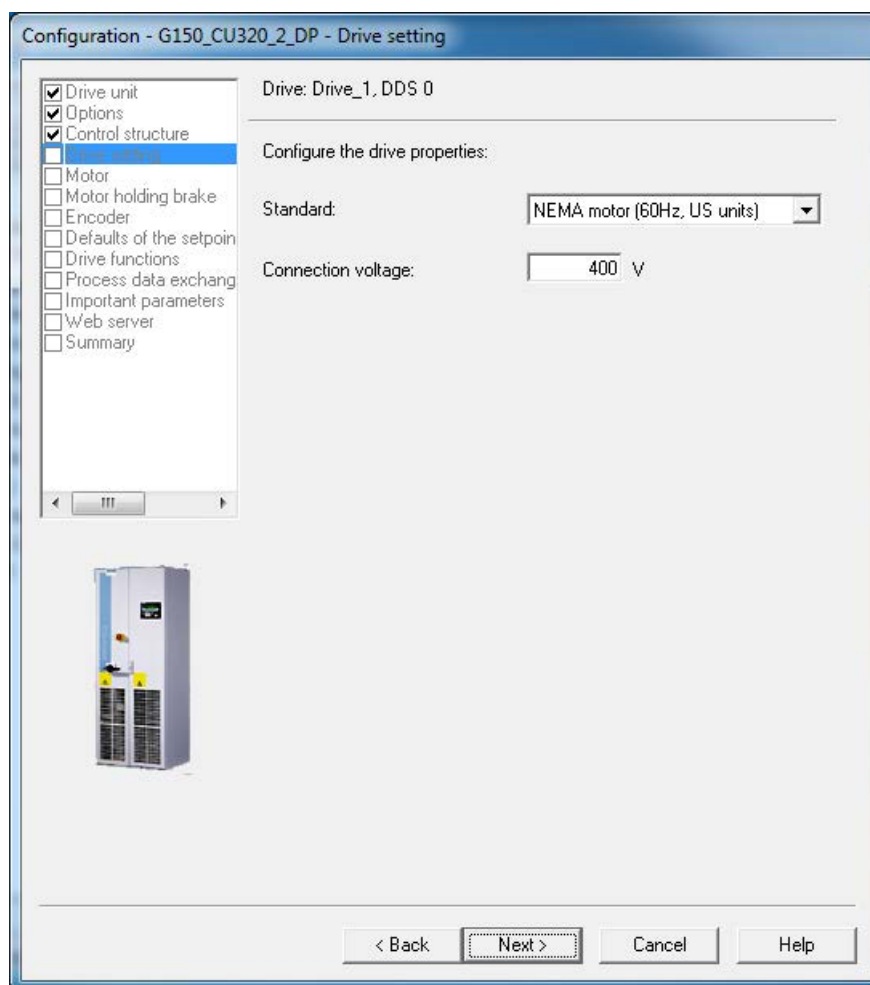 Configuration - G150_CU320_2_DP - Drive setting
Drive unit
Options
Control structure
Drive setting
Motor
Motor holding brake
Encoder
Defaults of the setpoin
Drive functions
Process data exchang
Important parameters
Web server
Summary
Drive: Drive_1, DDS 0
Configure the drive properties:
Standard: NEMA motor (60Hz, US units)
Connection voltage: 400 V
< Back Next > Cancel Help